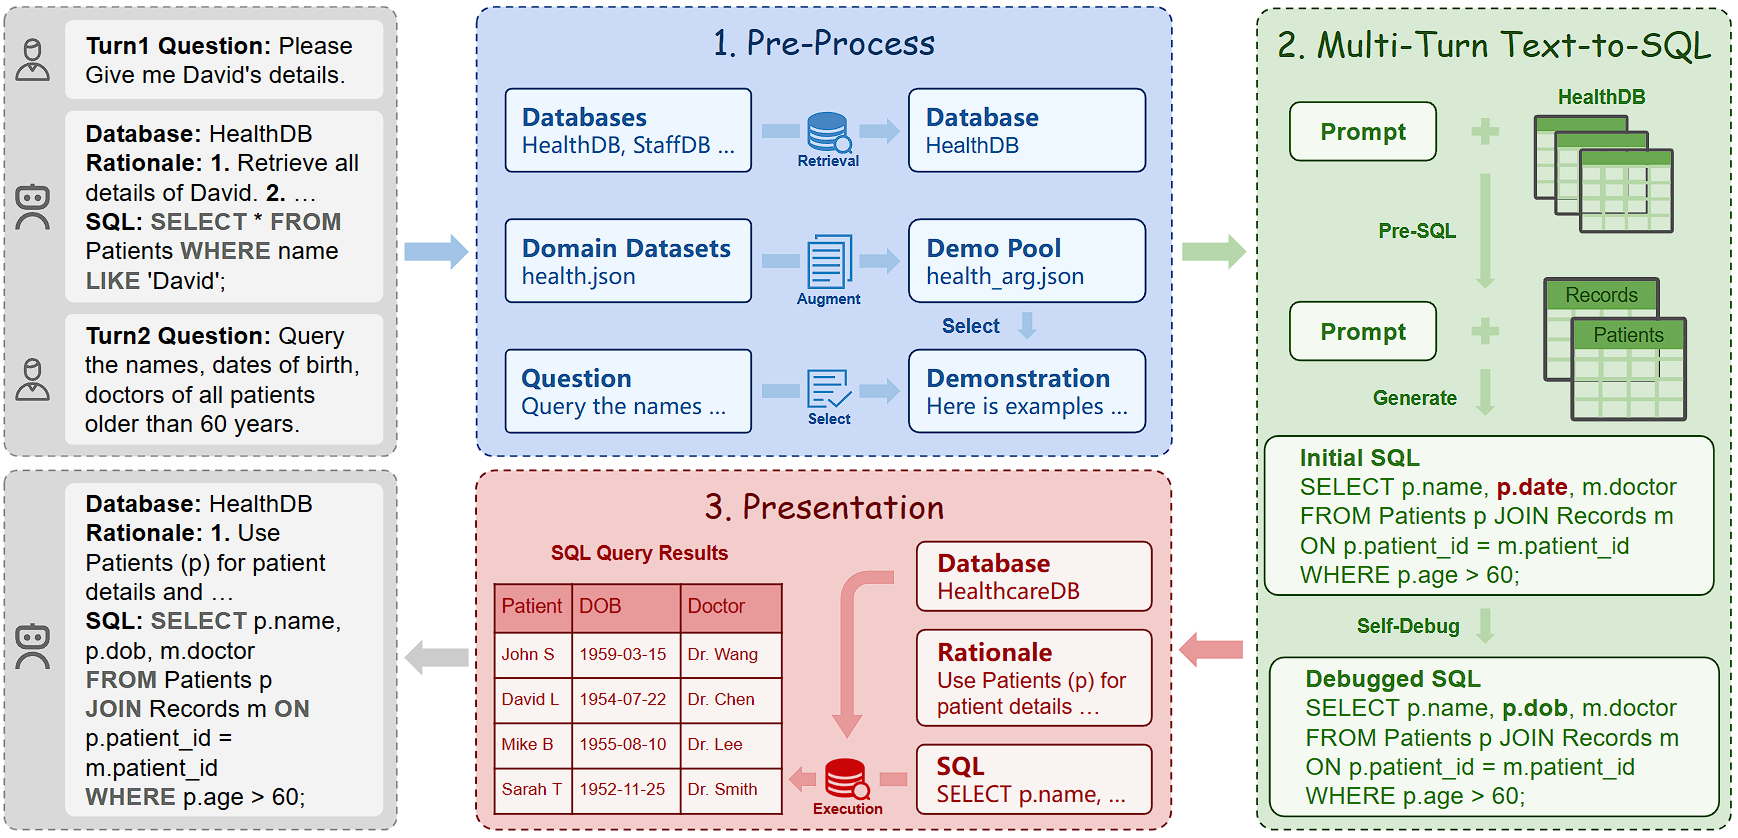 Turn1 Question: Please
Give me David's details.
Database: HealthDB
Rationale: 1. Retrieve all
details of David. 2. ...
SQL: SELECT * FROM
Patients WHERE name
LIKE 'David';
Turn2 Question: Query
the names, dates of birth,
doctors of all patients
older than 60 years.
1. Pre-Process
Databases
HealthDB, StaffDB ...
Retrieval
Database
HealthDB
Domain Datasets
health.json
Augment
Demo Pool
health_arg.json
Select
Question
Query the names ...
Select
Demonstration
Here is examples ...
2. Multi-Turn Text-to-SQL
Prompt
HealthDB
Pre-SQL
Prompt
Records
Patients
Generate
Initial SQL
SELECT p.name, p.date, m.doctor
FROM Patients p JOIN Records m
ON p.patient_id = m.patient_id
WHERE p.age > 60;
Self-Debug
Debugged SQL
SELECT p.name, p.dob, m.doctor
FROM Patients p JOIN Records m
ON p.patient_id = m.patient_id
WHERE p.age > 60;
3. Presentation
SQL Query Results
Patient DOB Doctor
John S 1959-03-15 Dr. Wang
David L 1954-07-22 Dr. Chen
Mike B 1955-08-10 Dr. Lee
Sarah T 1952-11-25 Dr. Smith
Database
HealthcareDB
Rationale
Use Patients (p) for
patient details ...
SQL
SELECT p.name, ...
Execution
Database: HealthDB
Rationale: 1. Use
Patients (p) for patient
details and ...
SQL: SELECT p.name,
p.dob, m.doctor
FROM Patients p
JOIN Records m ON
p.patient_id =
m.patient_id
WHERE p.age > 60;